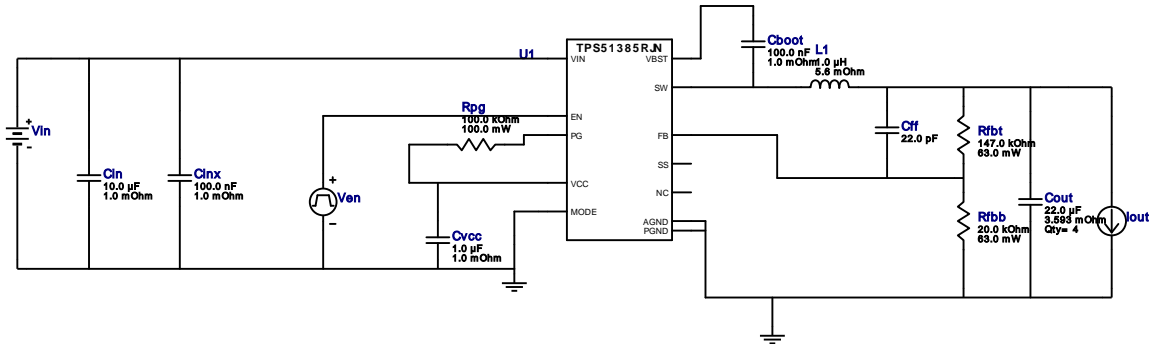 TPS51385RJN
U1
VIN
VBST
Cboot
100.0 nF
1.0 mOhm
L1
1.0 µH
5.6 mOhm
SW
Rpg
100.0 kOhm
100.0 mW
EN
PG
FB
Cff
22.0 pF
Rfbt
147.0 kOhm
63.0 mW
Vin
+
-
Cin
10.0 µF
1.0 mOhm
Cinx
100.0 nF
1.0 mOhm
+
Ven
-
VCC
SS
NC
MODE
AGND
PGND
Cvcc
1.0 µF
1.0 mOhm
Rfbb
20.0 kOhm
63.0 mW
Cout
22.0 µF
3.593 mOhm
Qty= 4
Iout